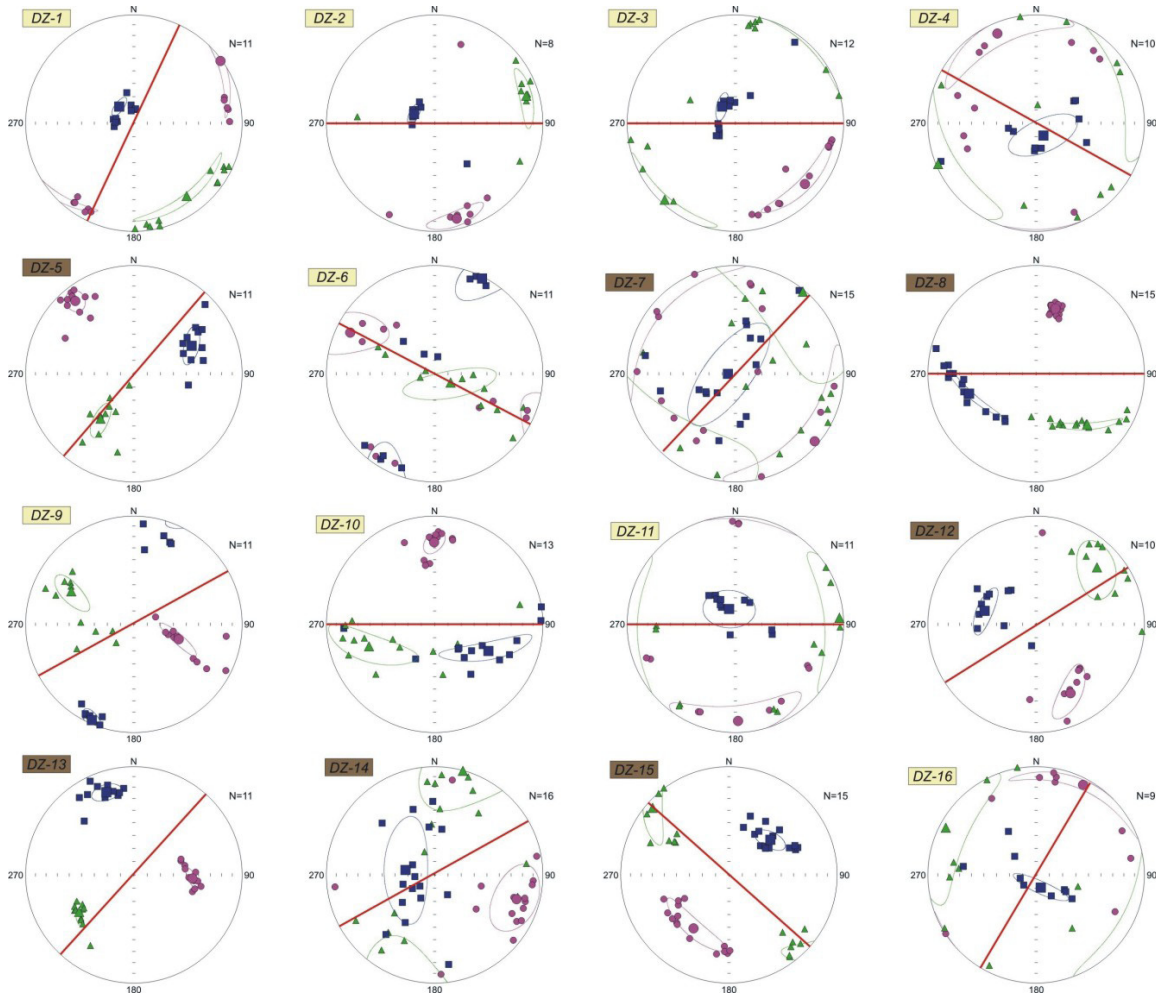 DZ-1 N N=11 270 90 180
DZ-2 N N=8 270 90 180
DZ-3 N N=12 270 90 180
DZ-4 N N=10 270 90 180
DZ-5 N N=11 270 90 180
DZ-6 N N=11 270 90 180
DZ-7 N N=15 270 90 180
DZ-8 N N=15 270 90 180
DZ-9 N N=11 270 90 180
DZ-10 N N=13 270 90 180
DZ-11 N N=11 270 90 180
DZ-12 N N=10 270 90 180
DZ-13 N N=11 270 90 180
DZ-14 N N=16 270 90 180
DZ-15 N N=15 270 90 180
DZ-16 N N=9 270 90 180